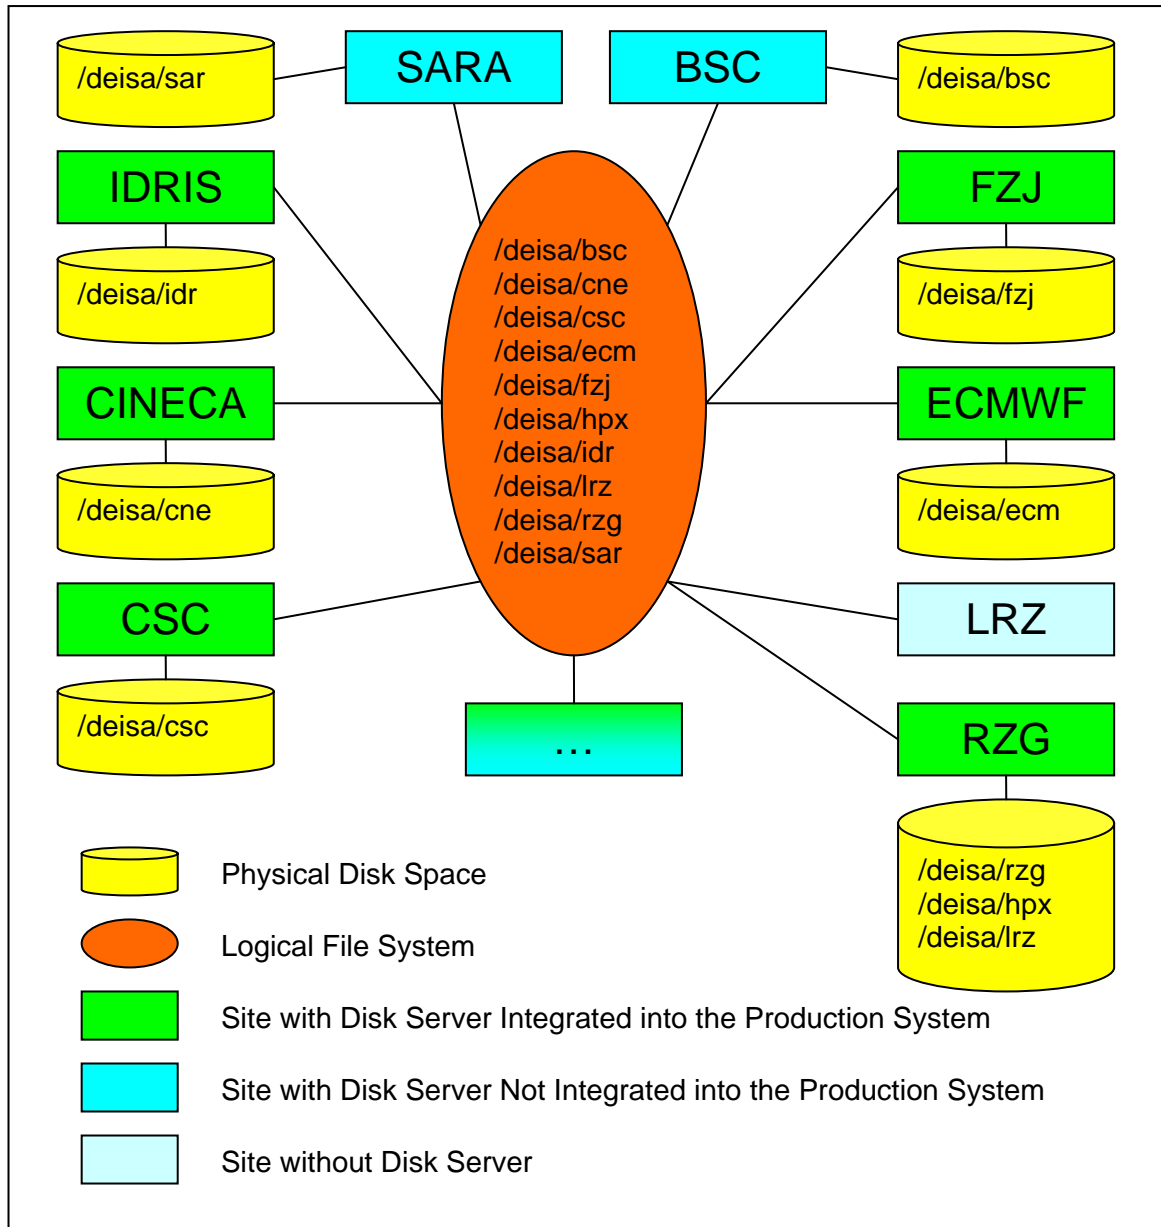 /deisa/sar
SARA
BSC
/deisa/bsc
IDRIS
FZJ
/deisa/idr
/deisa/fzj
/deisa/bsc
/deisa/cne
/deisa/csc
/deisa/ecm
/deisa/fzj
/deisa/hpx
/deisa/idr
/deisa/lrz
/deisa/rzg
/deisa/sar
CINECA
ECMWF
/deisa/cne
/deisa/ecm
CSC
LRZ
/deisa/csc
...
RZG
/deisa/rzg
/deisa/hpx
/deisa/lrz
Physical Disk Space
Logical File System
Site with Disk Server Integrated into the Production System
Site with Disk Server Not Integrated into the Production System
Site without Disk Server